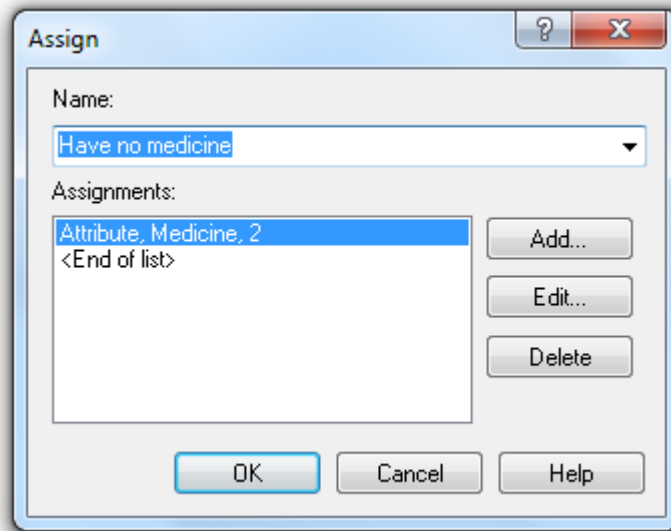 Assign
Name:
Have no medicine
Assignments:
Attribute, Medicine, 2
<End of list>
Add...
Edit...
Delete
OK
Cancel
Help